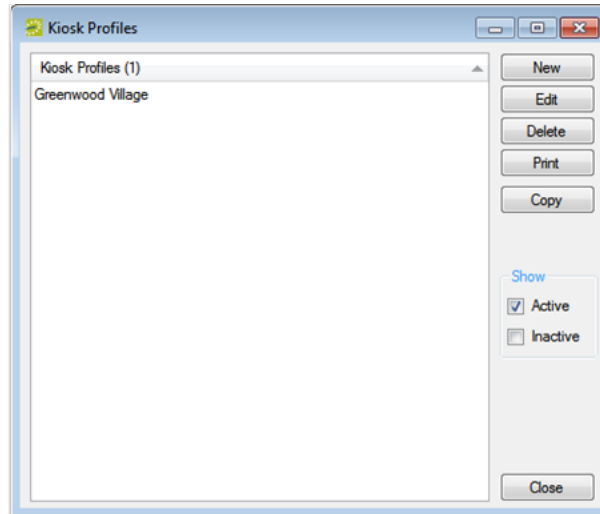 Kiosk Profiles
Kiosk Profiles (1)
Greenwood Village
New
Edit
Delete
Print
Copy
Show
Active
Inactive
Close